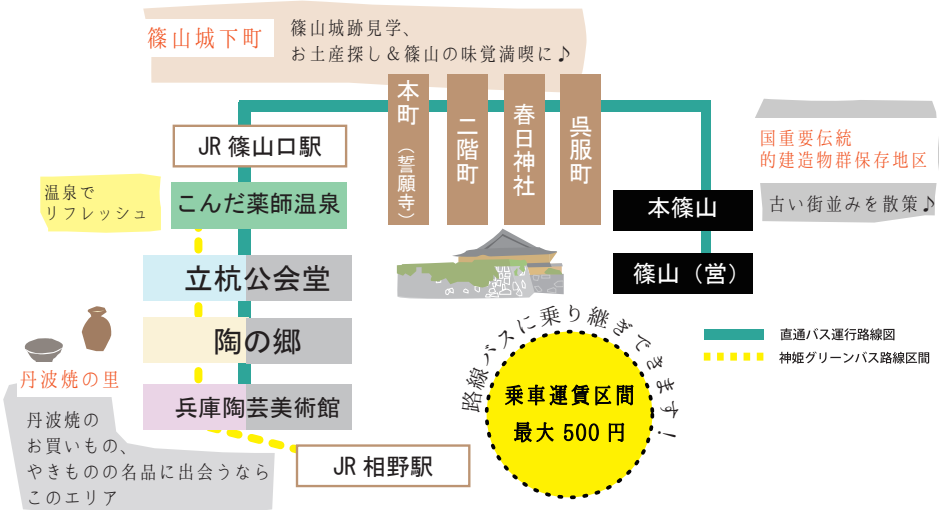 篠山城下町
篠山城跡見学、
お土産探し＆篠山の味覚満喫に♪
本町（誓願寺）
二階町
春日神社
呉服町
JR 篠山口駅
国重要伝統
的建造物群保存地区
古い街並みを散策♪
温泉で
リフレッシュ
こんだ薬師温泉
本篠山
篠山（営）
立杭公会堂
陶の郷
兵庫陶芸美術館
JR 相野駅
丹波焼の里
丹波焼の
お買いもの、
やきものの名品に出会うなら
このエリア
路線バスに乗り継ぎできます！
乗車運賃区間
最大 500 円
直通バス運行路線図
神姫グリーンバス路線区間